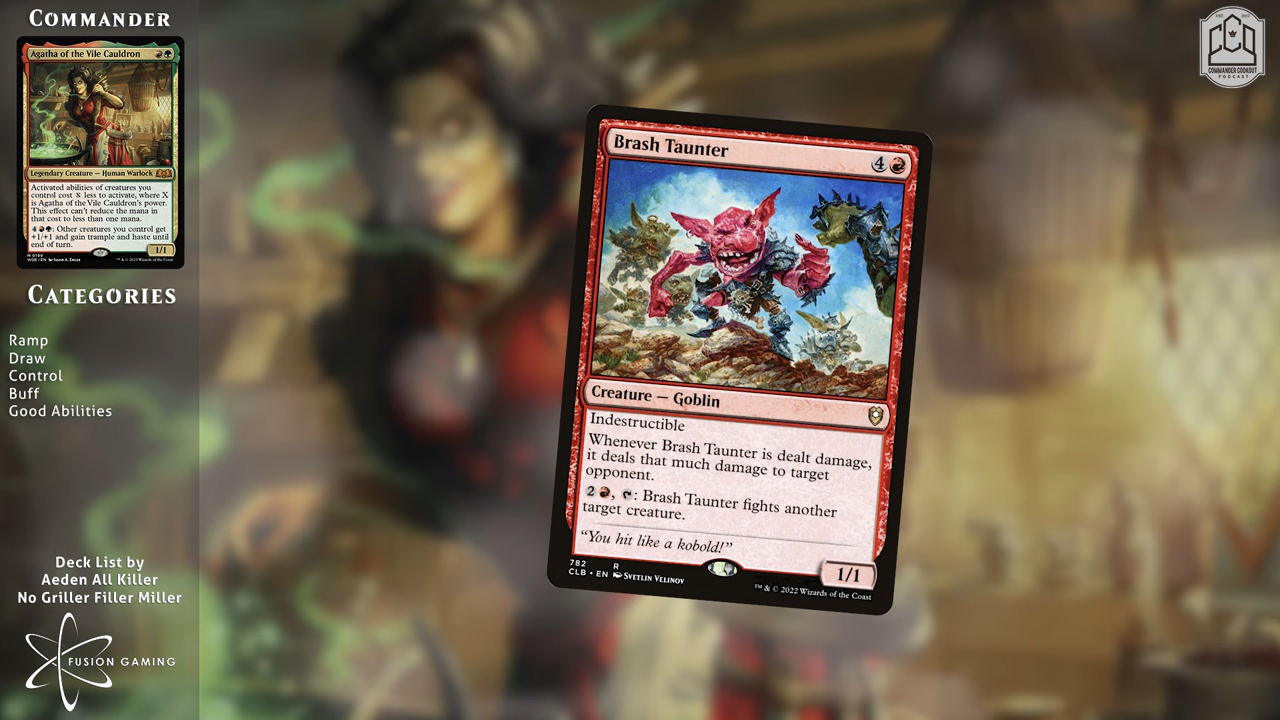 COMMANDER
Agatha of the Vile Cauldron
Legendary Creature — Human Warlock
Activated abilities of creatures you
control cost X less to activate, where X
is Agatha of the Vile Cauldron's power.
This effect can't reduce the mana in
that cost to less than one mana.
4: Other creatures you control get
+1/+1 and gain trample and haste until
end of turn.
1/1
CATEGORIES
Ramp
Draw
Control
Buff
Good Abilities
Deck List by
Aeden All Killer
No Griller Filler Miller
FUSION GAMING
Brash Taunter
4
Creature — Goblin
Indestructible
Whenever Brash Taunter is dealt damage,
it deals that much damage to target
opponent.
2, : Brash Taunter fights another
target creature.
“You hit like a kobold!”
782 R
CLB • EN Svetlin Velinov
™ & © 2022 Wizards of the Coast
1/1
CCO
COMMANDER COOKOUT
PODCAST